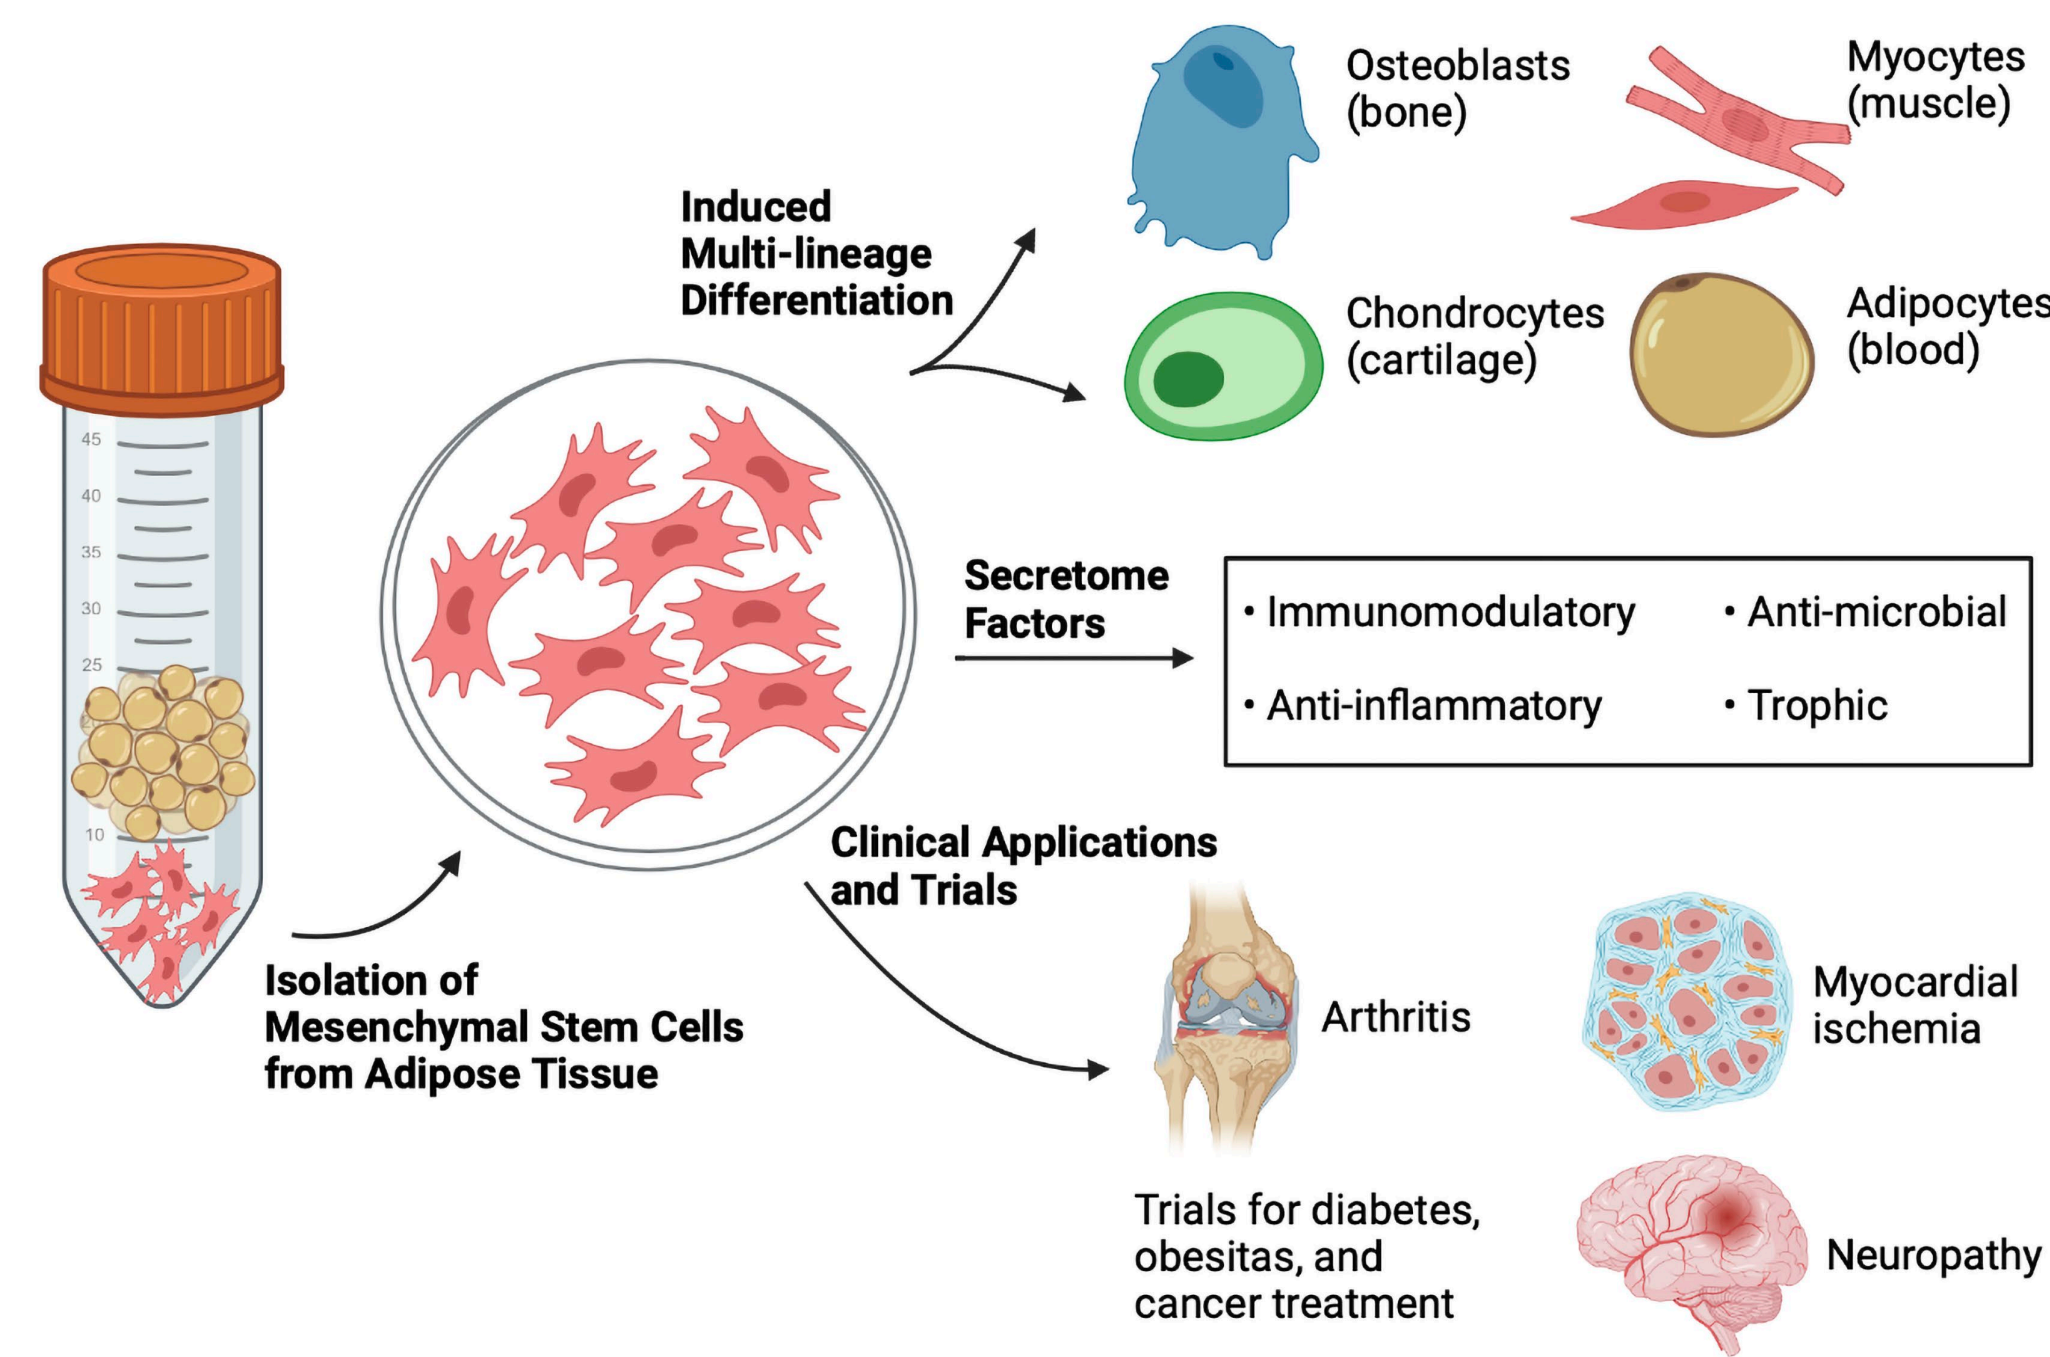 Osteoblasts
(bone)
Myocytes
(muscle)
Induced
Multi-lineage
Differentiation
Chondrocytes
(cartilage)
Adipocytes
(blood)
45
40
35
30
25
10
Secretome
Factors
• Immunomodulatory
• Anti-microbial
• Anti-inflammatory
• Trophic
Clinical Applications
and Trials
Isolation of
Mesenchymal Stem Cells
from Adipose Tissue
Arthritis
Myocardial
ischemia
Trials for diabetes,
obesitas, and
cancer treatment
Neuropathy